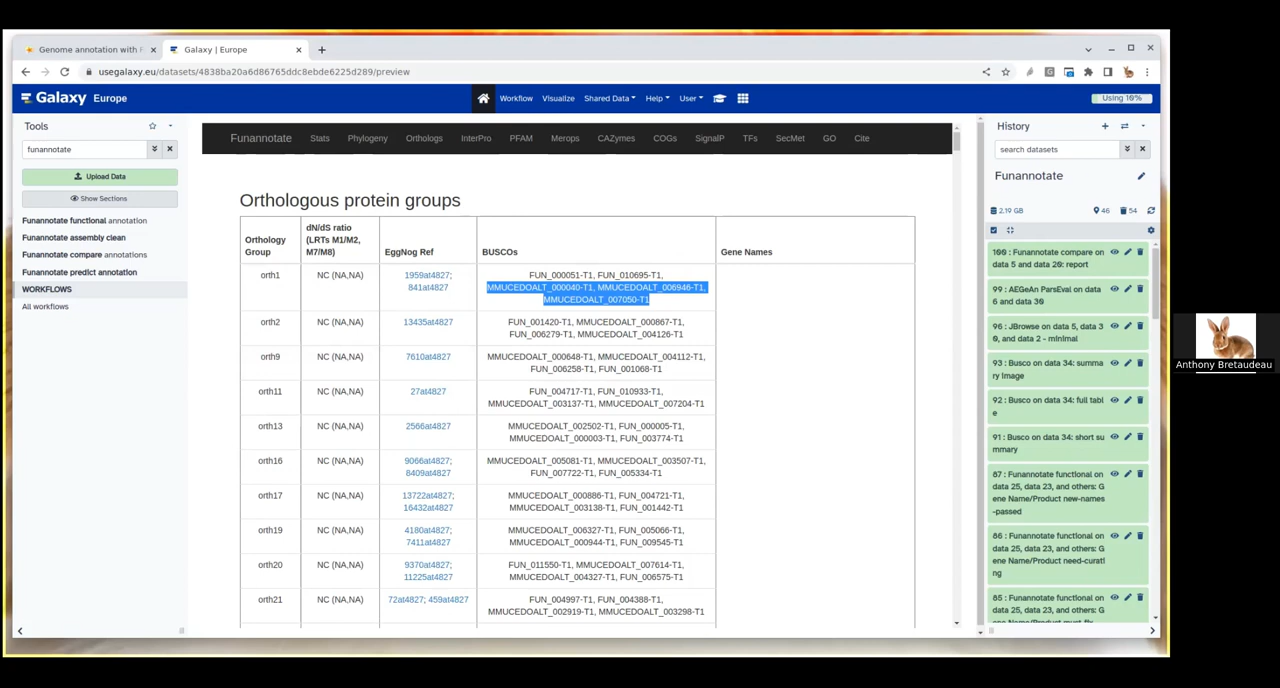 Genome annotation with F
Galaxy | Europe
usegalaxy.eu/datasets/4838ba20a6d86765ddc8ebde6225d289/preview
Galaxy Europe
Workflow
Visualize
Shared Data
Help
User
Using 10%
Tools
funannotate
Upload Data
Show Sections
Funannotate functional annotation
Funannotate assembly clean
Funannotate compare annotations
Funannotate predict annotation
WORKFLOWS
All workflows
Funannotate
Stats
Phylogeny
Orthologs
InterPro
PFAM
Merops
CAZymes
COGs
SignalP
TFs
SecMet
GO
Cite
Orthologous protein groups
Orthology
Group
dN/dS ratio
(LRTs M1/M2,
M7/M8)
EggNog Ref
BUSCOs
Gene Names
orth1
NC (NA,NA)
1959at4827;
841at4827
FUN_000051-T1, FUN_010695-T1,
MMUCEDOALT_000040-T1, MMUCEDOALT_006946-T1,
MMUCEDOALT_007050-T1
orth2
NC (NA,NA)
13435at4827
FUN_001420-T1, MMUCEDOALT_000867-T1,
FUN_006279-T1, MMUCEDOALT_004126-T1
orth9
NC (NA,NA)
7610at4827
MMUCEDOALT_000648-T1, MMUCEDOALT_004112-T1,
FUN_006258-T1, FUN_001068-T1
orth11
NC (NA,NA)
27at4827
FUN_004717-T1, FUN_010933-T1,
MMUCEDOALT_003137-T1, MMUCEDOALT_007204-T1
orth13
NC (NA,NA)
2566at4827
MMUCEDOALT_002502-T1, FUN_000005-T1,
MMUCEDOALT_000003-T1, FUN_003774-T1
orth16
NC (NA,NA)
9066at4827;
8409at4827
MMUCEDOALT_005081-T1, MMUCEDOALT_003507-T1,
FUN_007722-T1, FUN_005334-T1
orth17
NC (NA,NA)
13722at4827;
16432at4827
MMUCEDOALT_000886-T1, FUN_004721-T1,
MMUCEDOALT_003138-T1, FUN_001442-T1
orth19
NC (NA,NA)
4180at4827;
7411at4827
MMUCEDOALT_006327-T1, FUN_005066-T1,
MMUCEDOALT_000944-T1, FUN_009545-T1
orth20
NC (NA,NA)
9370at4827;
11225at4827
FUN_011550-T1, MMUCEDOALT_007614-T1,
MMUCEDOALT_004327-T1, FUN_006575-T1
orth21
NC (NA,NA)
72at4827; 459at4827
FUN_004997-T1, FUN_004388-T1,
MMUCEDOALT_002919-T1, MMUCEDOALT_003298-T1
History
search datasets
Funannotate
2.19 GB
46
54
100 : Funannotate compare on
data 5 and data 20: report
99 : AEGeAn ParsEval on data
6 and data 30
96 : JBrowse on data 5, data 3
0, and data 2 - minimal
93 : Busco on data 34: summa
ry image
92 : Busco on data 34: full tabl
e
91 : Busco on data 34: short su
mmary
87 : Funannotate functional on
data 25, data 23, and others: G
ene Name/Product new-names
-passed
86 : Funannotate functional on
data 25, data 23, and others: G
ene Name/Product need-curati
ng
85 : Funannotate functional on
data 25, data 23, and others: G
Anthony Bretaudeau